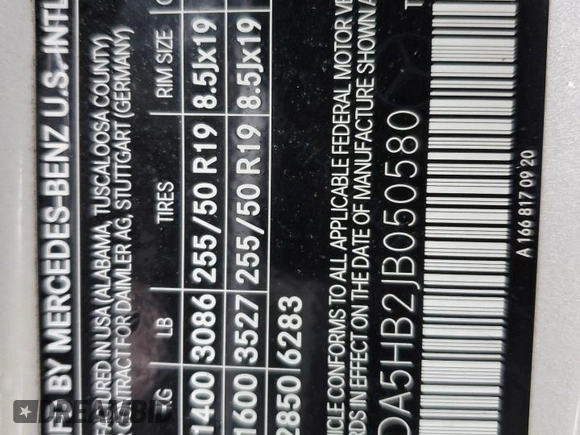 MFD BY MERCEDES-BENZ U.S. INTL
MANUFACTURED IN USA (ALABAMA, TUSCALOOSA COUNTY)
CONTRACT FOR DAIMLER AG, STUTTGART (GERMANY)
KG LB TIRES RIM SIZE
1400 3086 255/50 R19 8.5Jx19
1600 3527 255/50 R19 8.5Jx19
2850 6283
VEHICLE CONFORMS TO ALL APPLICABLE FEDERAL MOTOR VE
ARDS IN EFFECT ON THE DATE OF MANUFACTURE SHOWN A
DA5HB2JB050580
A 166 817 09 20
DREAMBID